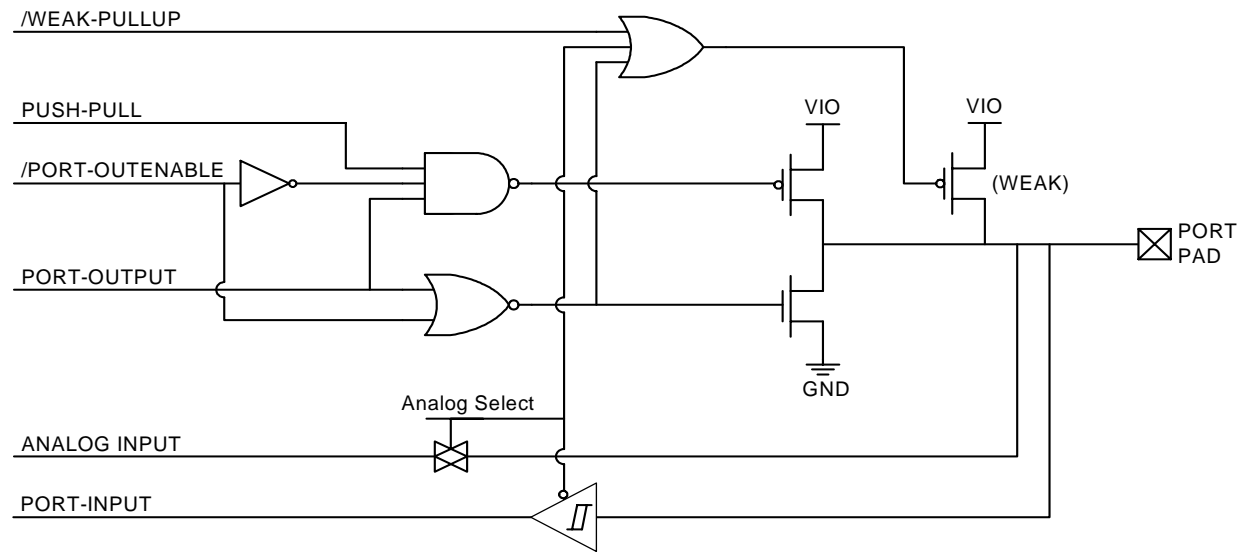 /WEAK-PULLUP
PUSH-PULL
VIO
VIO
/PORT-OUTENABLE
(WEAK)
PORT
PAD
PORT-OUTPUT
GND
Analog Select
ANALOG INPUT
PORT-INPUT